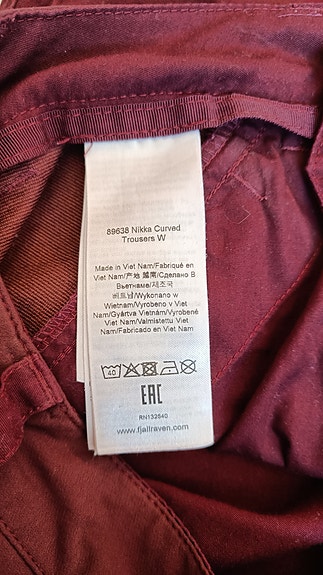 89638 Nikka Curved
Trousers W
Made in Viet Nam/Fabriqué en
Viet Nam/产地 越南/Сделано В
Вьетнаме/제조국
베트남/Wykonano w
Wietnam/Vyrobeno v Viet
Nam/Gyártva Vietnám/Vyrobené
Viet Nam/Valmistettu Viet
Nam/Fabricado en Viet Nam
40
EAC
RN132640
www.fjallraven.com